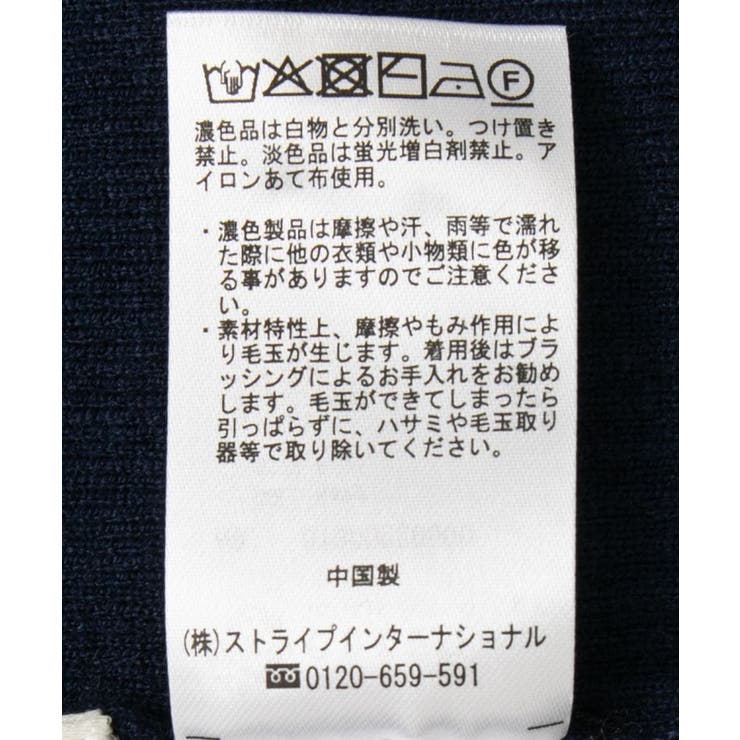 F
濃色品は白物と分別洗い。つけ置き
禁止。淡色品は蛍光増白剤禁止。ア
イロンあて布使用。
・濃色製品は摩擦や汗、雨等で濡れ
た際に他の衣類や小物類に色が移
る事がありますのでご注意くださ
い。
・素材特性上、摩擦やもみ作用によ
り毛玉が生じます。着用後はブラ
ッシングによるお手入れをお勧め
します。毛玉ができてしまったら
引っぱらずに、ハサミや毛玉取り
器等で取り除いてください。
中国製
(株)ストライプインターナショナル
0120-659-591